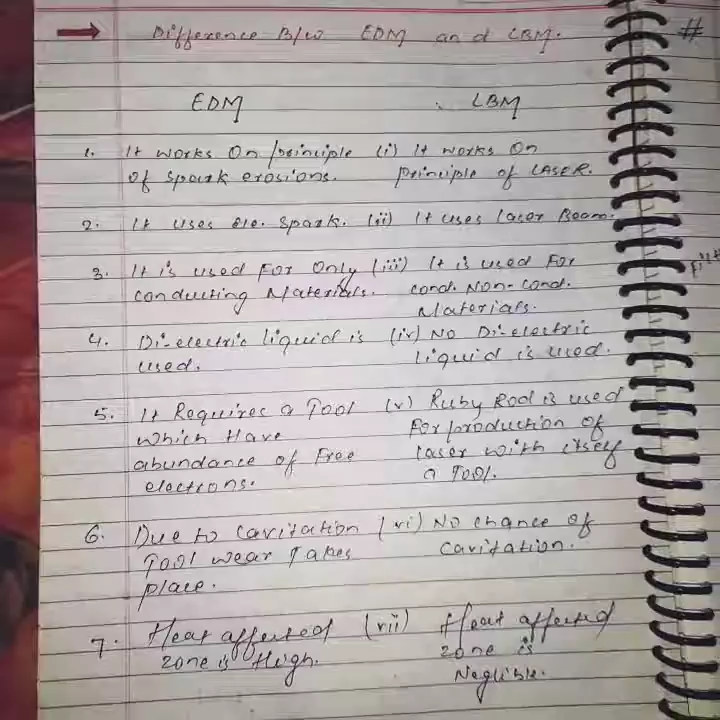 → Difference B/w EDM and LBM. #
EDM LBM
1. It works On principle (i) It works On
of spark erosions. principle of LASER.
2. It uses ele. spark. (ii) It uses laser Beam.
3. It is used For Only (iii) It is used For
conducting Materials. cond. Non-cond.
Materials.
4. Di-electric liquid is (iv) No Di-electric
used. liquid is used.
5. It Requires a Tool (v) Ruby Rod is used
which Have For production of
abundance of Free laser with itself
electrons. a Tool.
6. Due to Cavitation (vi) No chance of
Tool wear Takes Cavitation.
place.
7. Heat affected (vii) Heat affected
zone is High. zone is
Neglible.